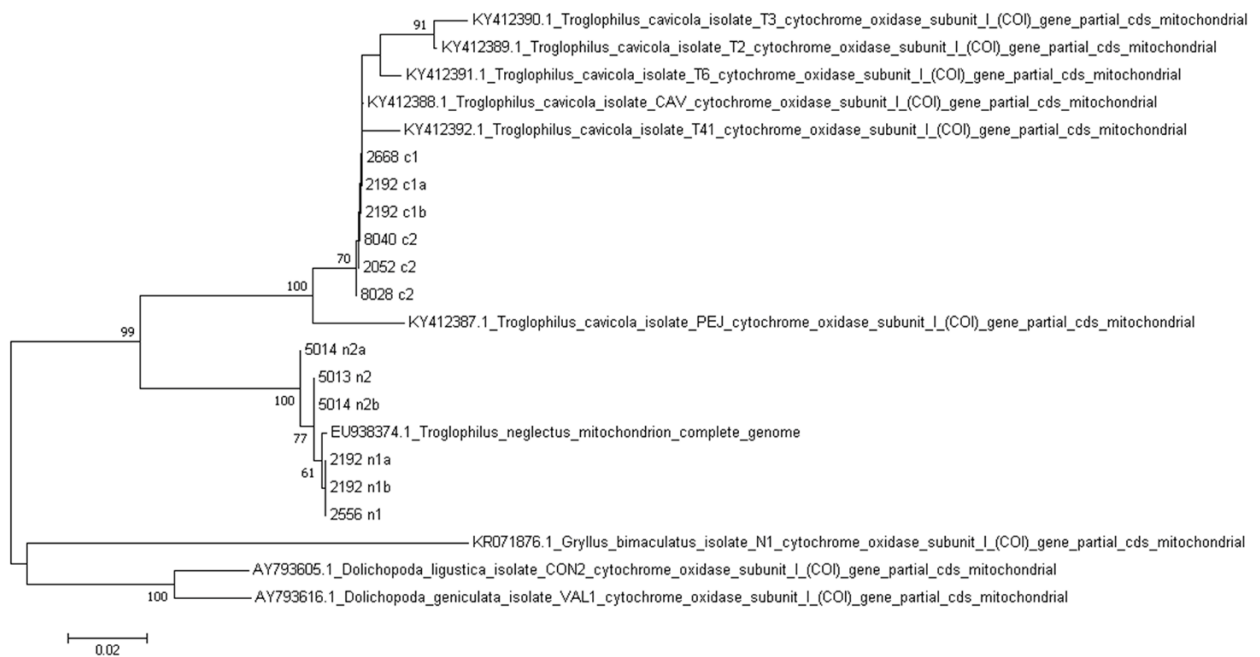 91
KY412390.1_Troglophilus_cavicola_isolate_T3_cytochrome_oxidase_subunit_I_(COI)_gene_partial_cds_mitochondrial
KY412389.1_Troglophilus_cavicola_isolate_T2_cytochrome_oxidase_subunit_I_(COI)_gene_partial_cds_mitochondrial
KY412391.1_Troglophilus_cavicola_isolate_T6_cytochrome_oxidase_subunit_I_(COI)_gene_partial_cds_mitochondrial
KY412388.1_Troglophilus_cavicola_isolate_CAV_cytochrome_oxidase_subunit_I_(COI)_gene_partial_cds_mitochondrial
KY412392.1_Troglophilus_cavicola_isolate_T41_cytochrome_oxidase_subunit_I_(COI)_gene_partial_cds_mitochondrial
2668 c1
2192 c1a
2192 c1b
8040 c2
70
2052 c2
100
8028 c2
KY412387.1_Troglophilus_cavicola_isolate_PEJ_cytochrome_oxidase_subunit_I_(COI)_gene_partial_cds_mitochondrial
99
5014 n2a
5013 n2
100
5014 n2b
77
EU938374.1_Troglophilus_neglectus_mitochondrion_complete_genome
2192 n1a
61
2192 n1b
2556 n1
KR071876.1_Gryllus_bimaculatus_isolate_N1_cytochrome_oxidase_subunit_I_(COI)_gene_partial_cds_mitochondrial
AY793605.1_Dolichopoda_ligustica_isolate_CON2_cytochrome_oxidase_subunit_I_(COI)_gene_partial_cds_mitochondrial
100
AY793616.1_Dolichopoda_geniculata_isolate_VAL1_cytochrome_oxidase_subunit_I_(COI)_gene_partial_cds_mitochondrial
0.02